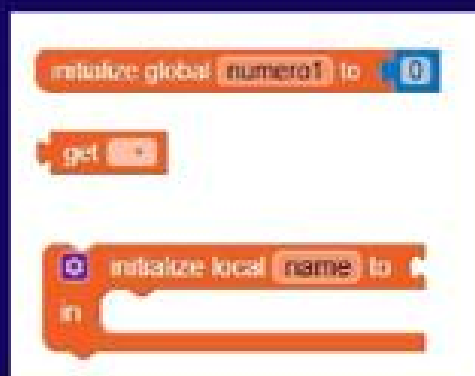 initialize global numero1 to 0
get
initialize local name to
in